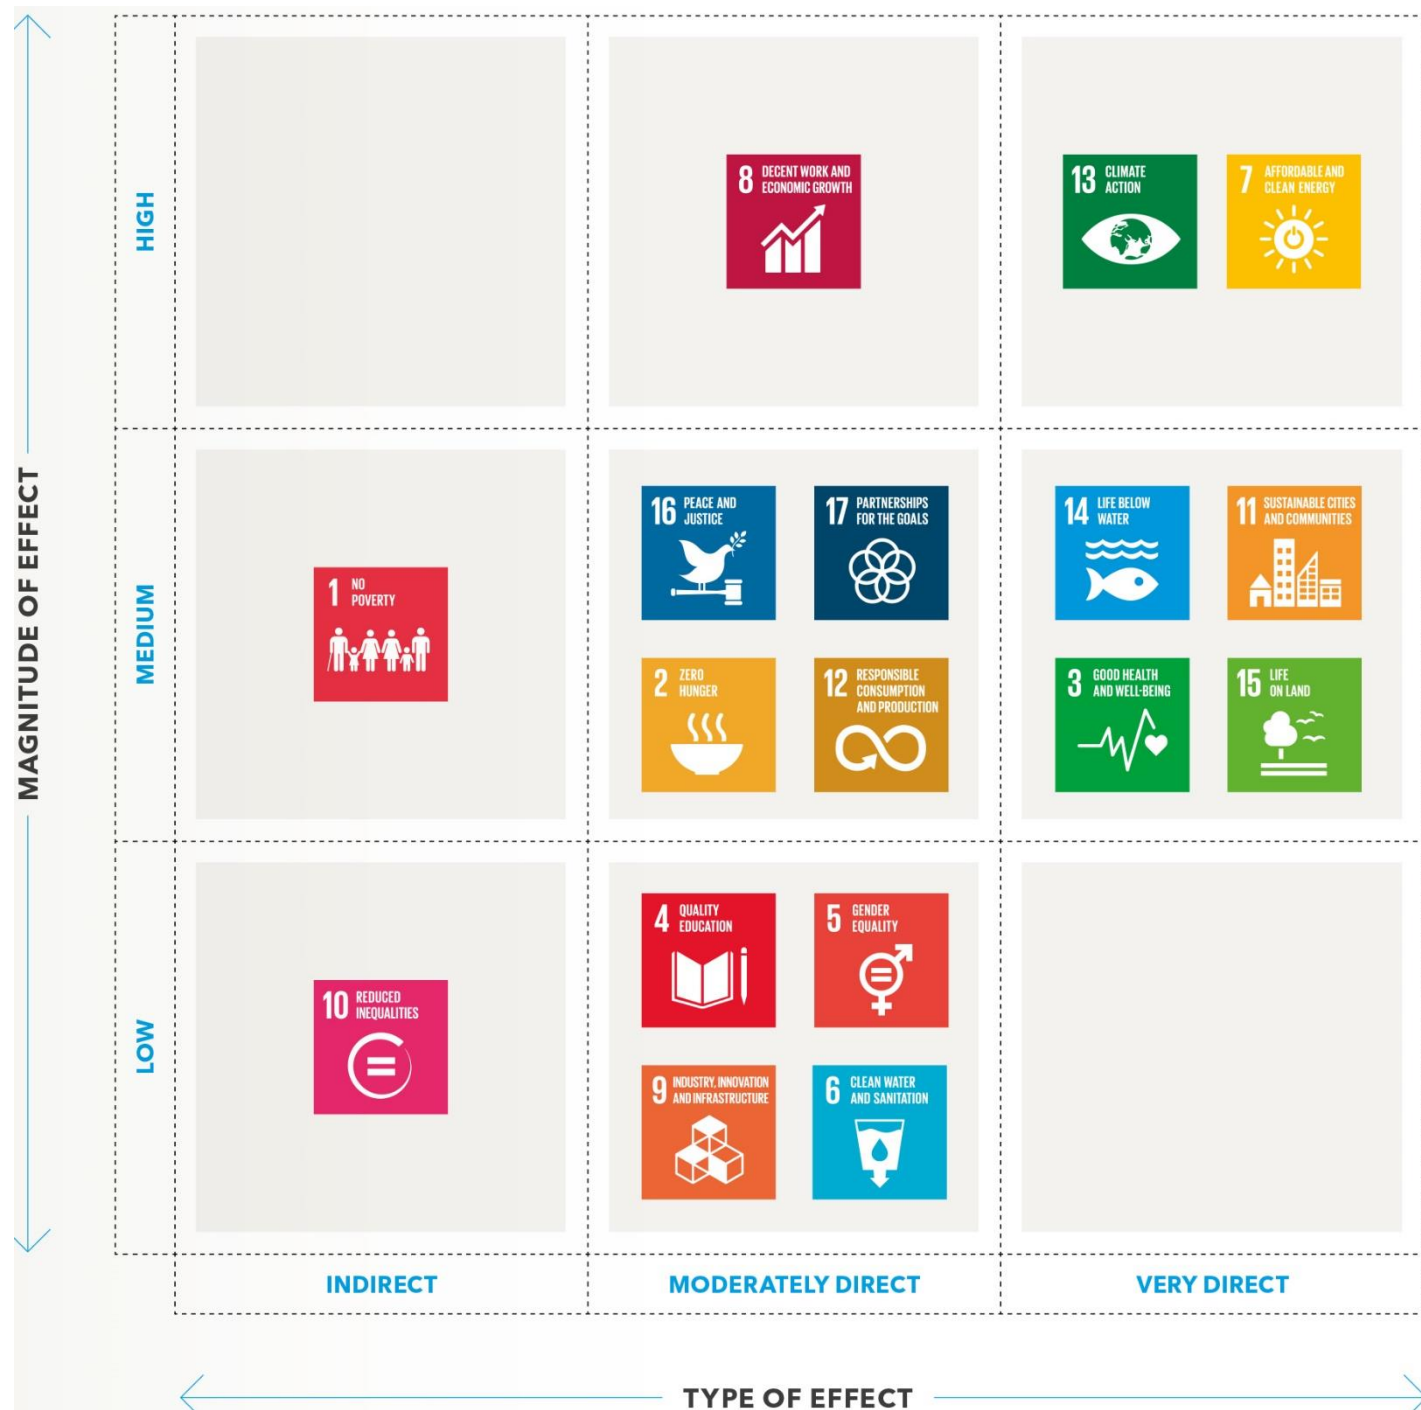 MAGNITUDE OF EFFECT
HIGH
8 DECENT WORK AND
ECONOMIC GROWTH
13 CLIMATE
ACTION
7 AFFORDABLE AND
CLEAN ENERGY
MEDIUM
1 NO
POVERTY
16 PEACE AND
JUSTICE
17 PARTNERSHIPS
FOR THE GOALS
2 ZERO
HUNGER
12 RESPONSIBLE
CONSUMPTION
AND PRODUCTION
14 LIFE BELOW
WATER
11 SUSTAINABLE CITIES
AND COMMUNITIES
3 GOOD HEALTH
AND WELL-BEING
15 LIFE
ON LAND
LOW
10 REDUCED
INEQUALITIES
4 QUALITY
EDUCATION
5 GENDER
EQUALITY
9 INDUSTRY, INNOVATION
AND INFRASTRUCTURE
6 CLEAN WATER
AND SANITATION
INDIRECT
MODERATELY DIRECT
VERY DIRECT
TYPE OF EFFECT